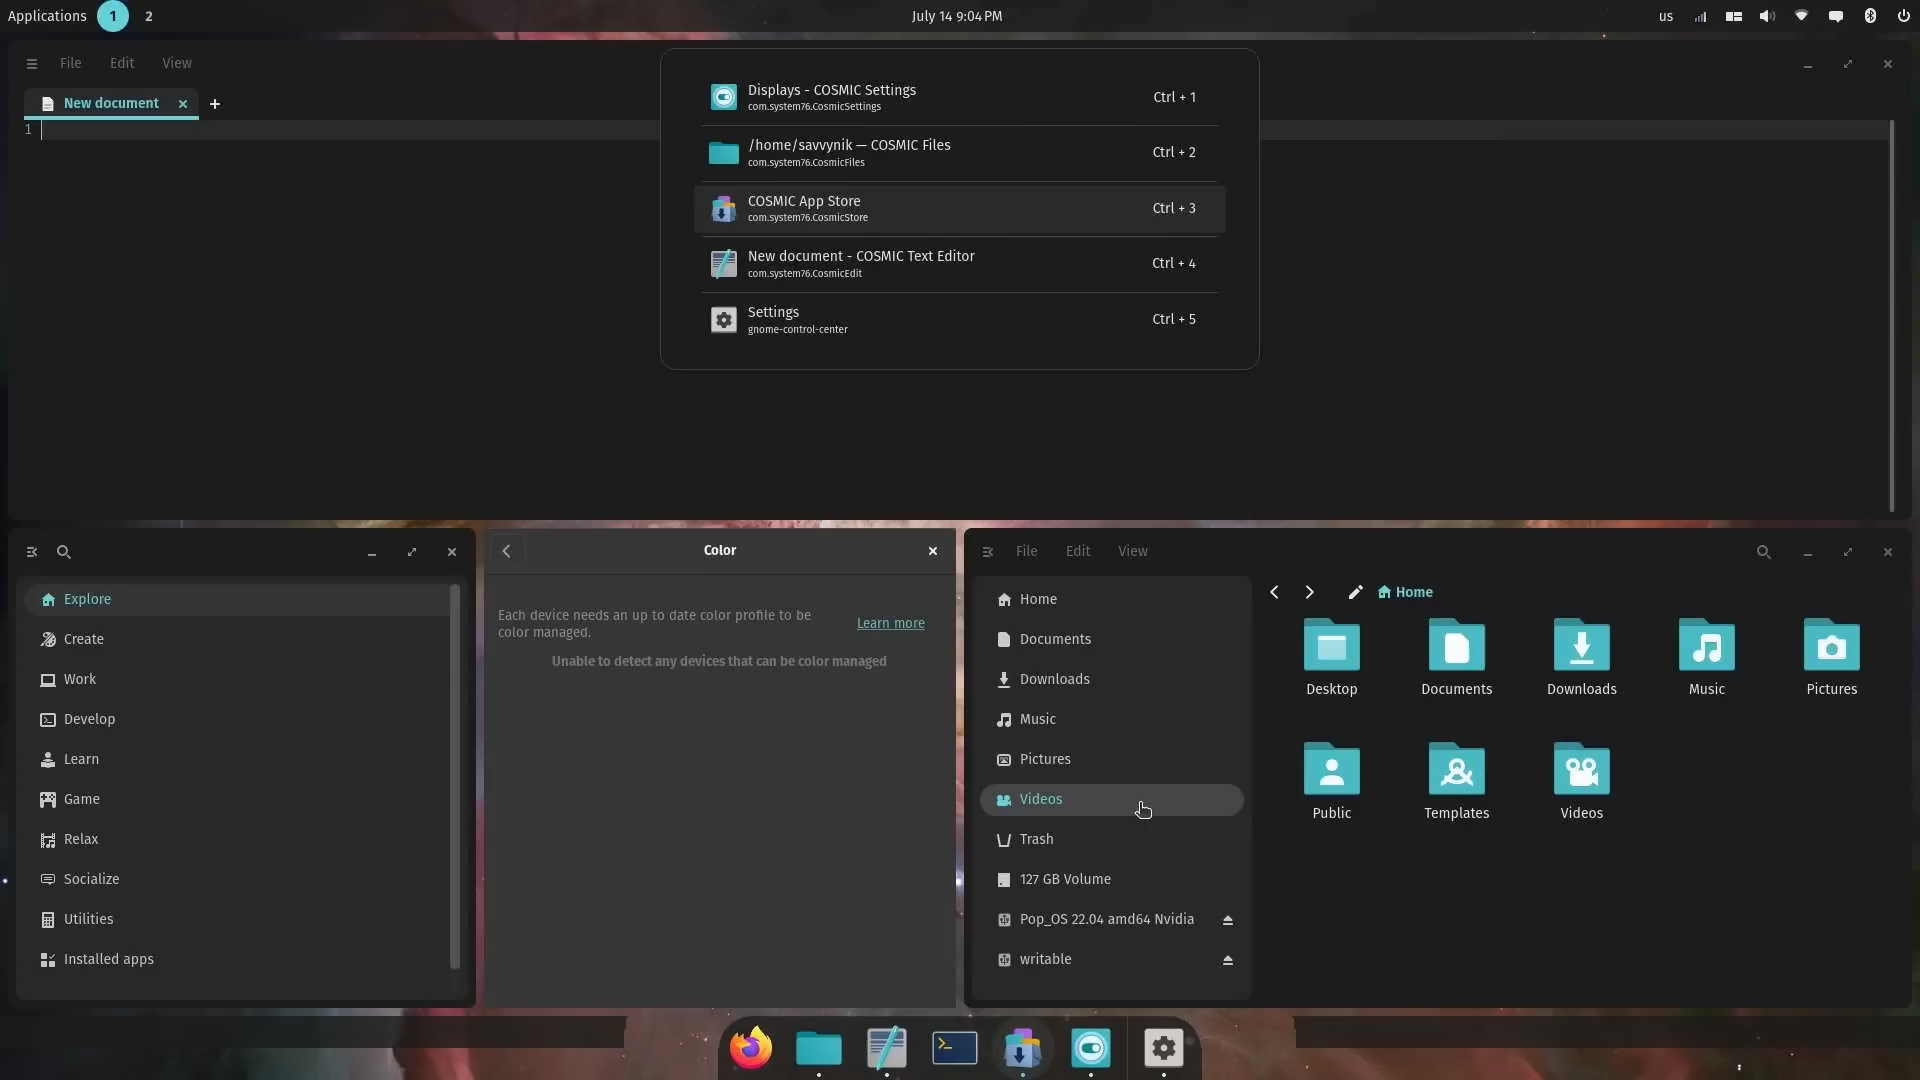 Applications 1 2 July 14 9:04 PM us
File Edit View
New document
1
Displays - COSMIC Settings
com.system76.CosmicSettings
Ctrl + 1
/home/savvynik — COSMIC Files
com.system76.CosmicFiles
Ctrl + 2
COSMIC App Store
com.system76.CosmicStore
Ctrl + 3
New document - COSMIC Text Editor
com.system76.CosmicEdit
Ctrl + 4
Settings
gnome-control-center
Ctrl + 5
Explore
Create
Work
Develop
Learn
Game
Relax
Socialize
Utilities
Installed apps
Color
Each device needs an up to date color profile to be
color managed.
Learn more
Unable to detect any devices that can be color managed
File Edit View
Home
Documents
Downloads
Music
Pictures
Videos
Trash
127 GB Volume
Pop_OS 22.04 amd64 Nvidia
writable
Home
Desktop Documents Downloads Music Pictures
Public Templates Videos